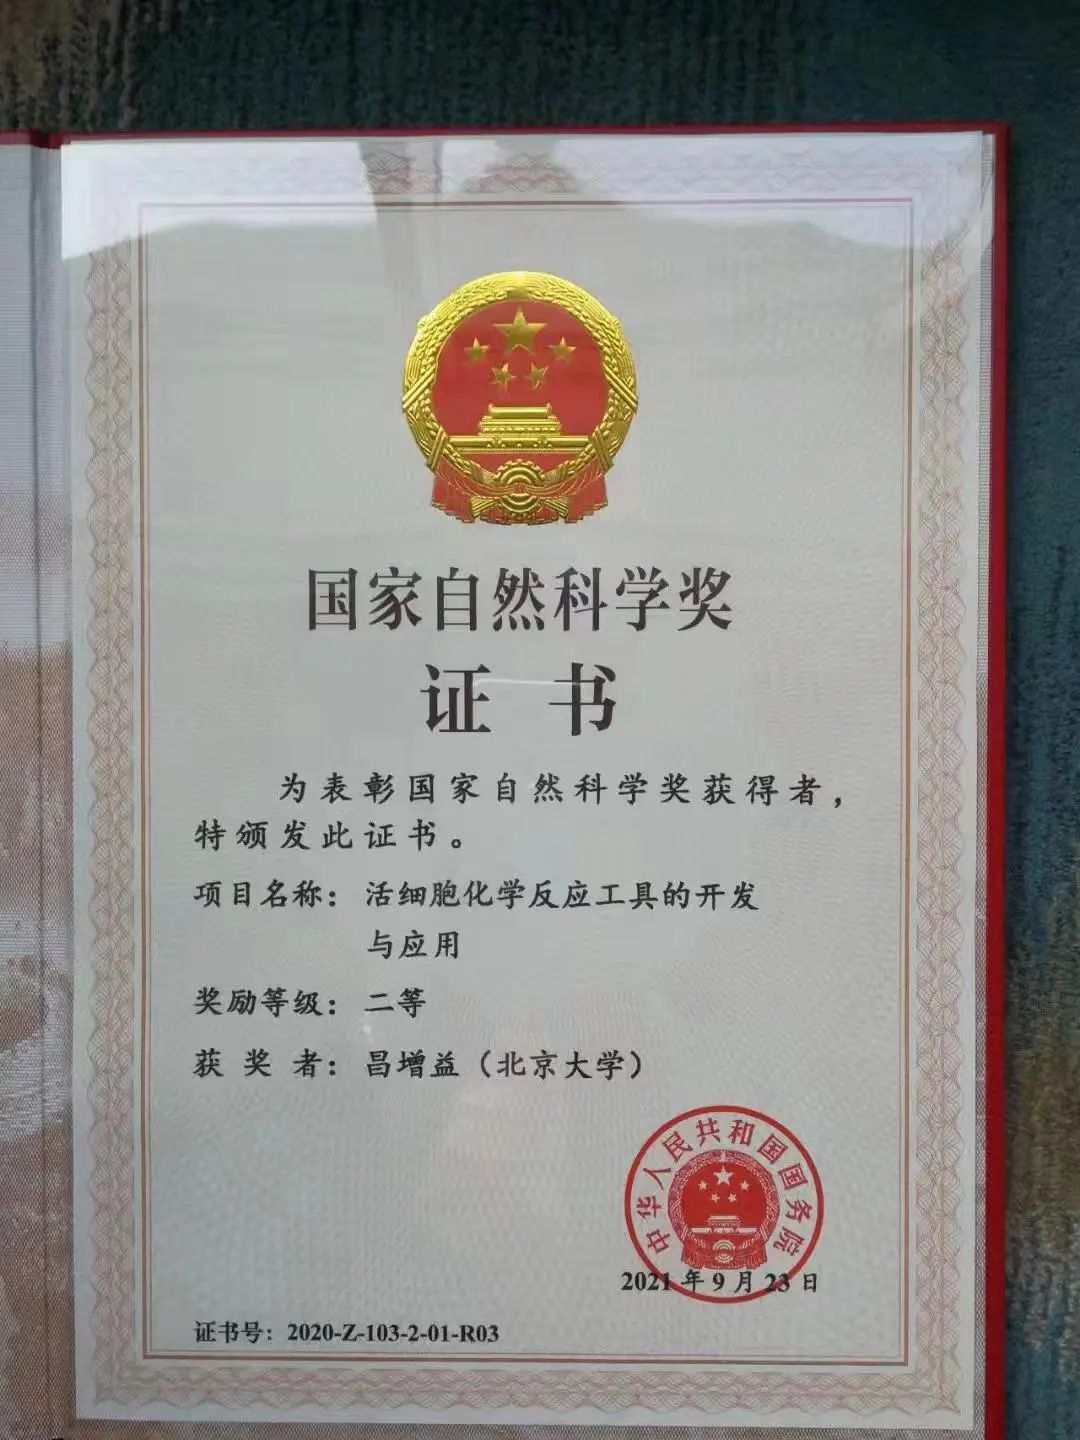 国家自然科学奖
证书
为表彰国家自然科学奖获得者，
特颁发此证书。
项目名称：活细胞化学反应工具的开发
与应用
奖励等级：二等
获奖者：昌增益（北京大学）
中华人民共和国国务院
2021年9月23日
证书号：2020-Z-103-2-01-R03